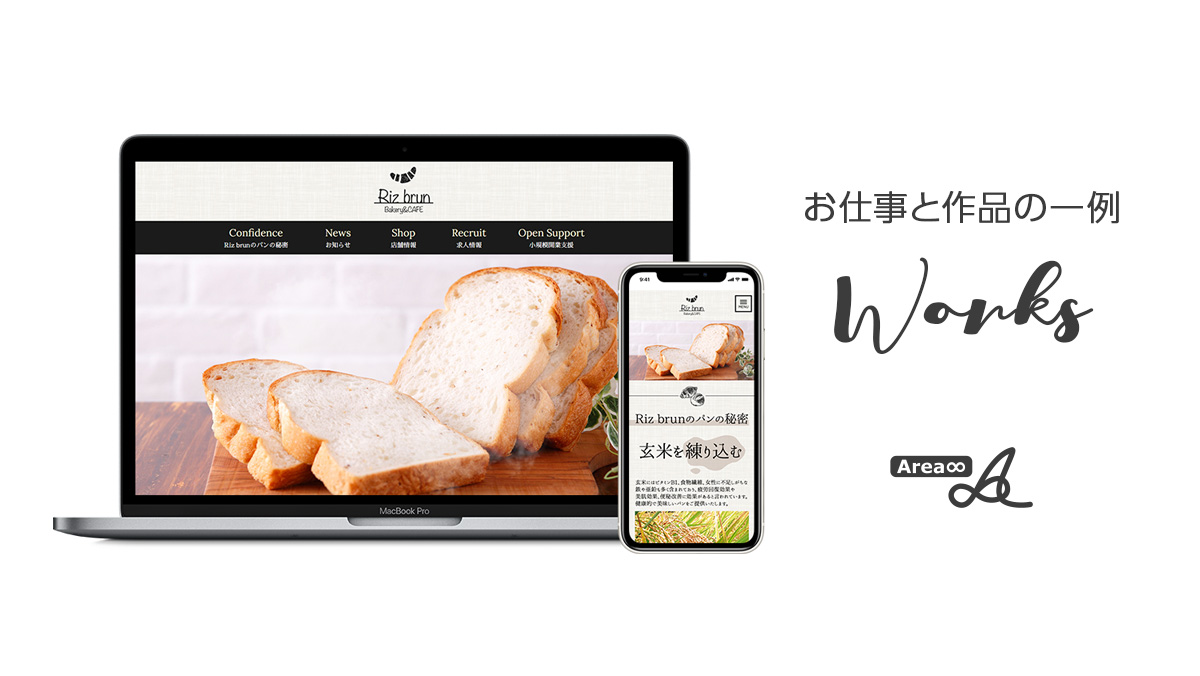 Riz brun
Bakery&CAFE
Confidence
Riz brunのパンの秘密
News
お知らせ
Shop
店舗情報
Recruit
求人情報
Open Support
小規模開業支援
MacBook Pro
9:41
Riz brun
Bakery&CAFE
MENU
Riz brunのパンの秘密
玄米を練り込む
玄米にはビタミンB1、食物繊維、女性に不足しがちな
鉄や亜鉛も多く含まれており、疲労回復効果や
美肌効果、便秘改善に効果があると言われています。
健康的で美味しいパンをご提供いたします。
お仕事と作品の一例
Works
Area∞